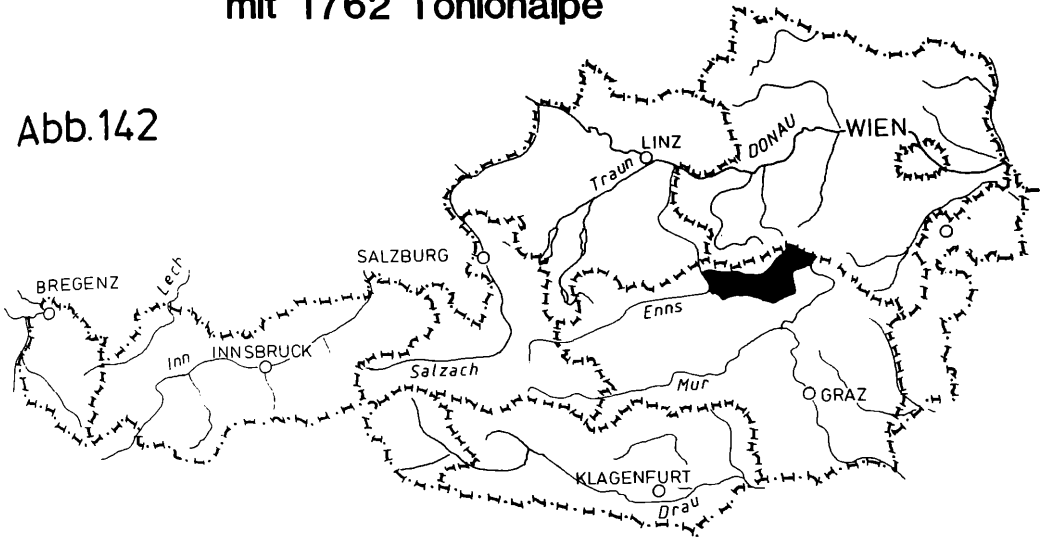 mit 1762 Tonionalpe
Abb.142
LINZ
DONAU
WIEN
Traun
SALZBURG
BREGENZ
Lech
Enns
Inn
INNSBRUCK
Salzach
Mur
GRAZ
KLAGENFURT
Drau